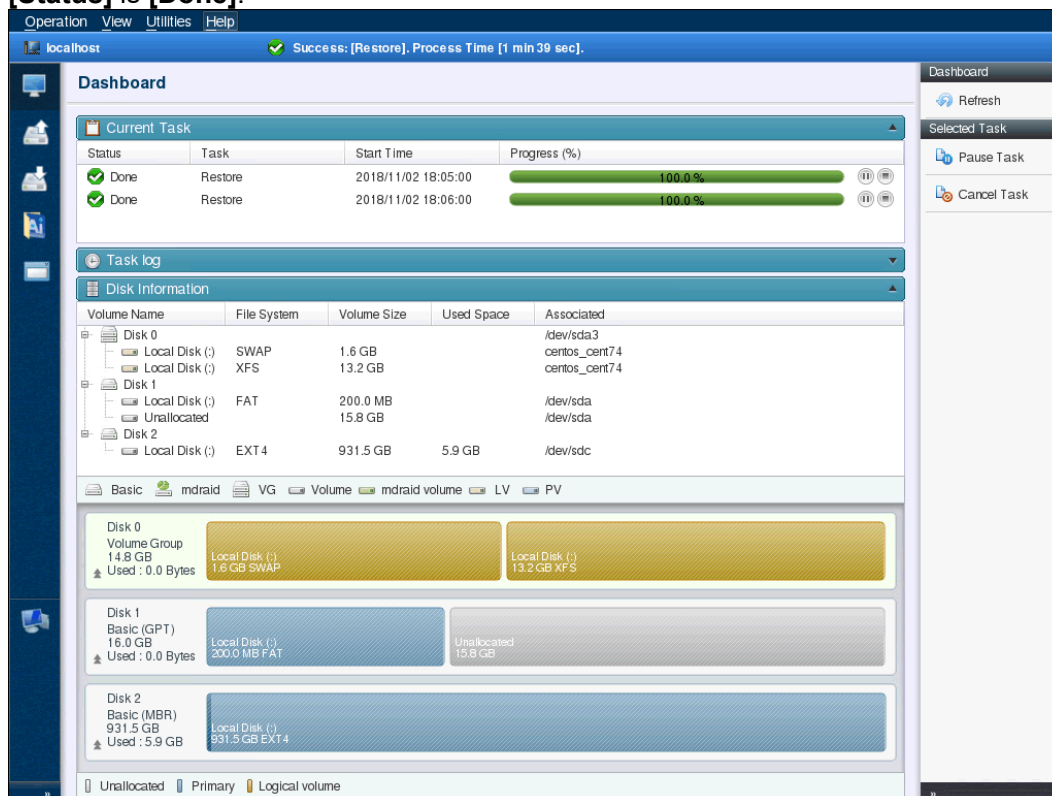 [Status] is [Done].
Operation View Utilities Help
localhost Success: [Restore]. Process Time [1 min 39 sec].
Dashboard
Current Task
Status Task Start Time Progress (%)
Done Restore 2018/11/02 18:05:00 100.0 %
Done Restore 2018/11/02 18:06:00 100.0 %
Task log
Disk Information
Volume Name File System Volume Size Used Space Associated
Disk 0 /dev/sda3
Local Disk (:) SWAP 1.6 GB centos_cent74
Local Disk (:) XFS 13.2 GB centos_cent74
Disk 1
Local Disk (:) FAT 200.0 MB /dev/sda
Unallocated 15.8 GB /dev/sda
Disk 2
Local Disk (:) EXT4 931.5 GB 5.9 GB /dev/sdc
Basic mdraid VG Volume mdraid volume LV PV
Disk 0
Volume Group
14.8 GB
Used : 0.0 Bytes
Local Disk (:)
1.6 GB SWAP
Local Disk (:)
13.2 GB XFS
Disk 1
Basic (GPT)
16.0 GB
Used : 0.0 Bytes
Local Disk (:)
200.0 MB FAT
Unallocated
15.8 GB
Disk 2
Basic (MBR)
931.5 GB
Used : 5.9 GB
Local Disk (:)
931.5 GB EXT4
Unallocated Primary Logical volume
Dashboard
Refresh
Selected Task
Pause Task
Cancel Task
Ai
»
»